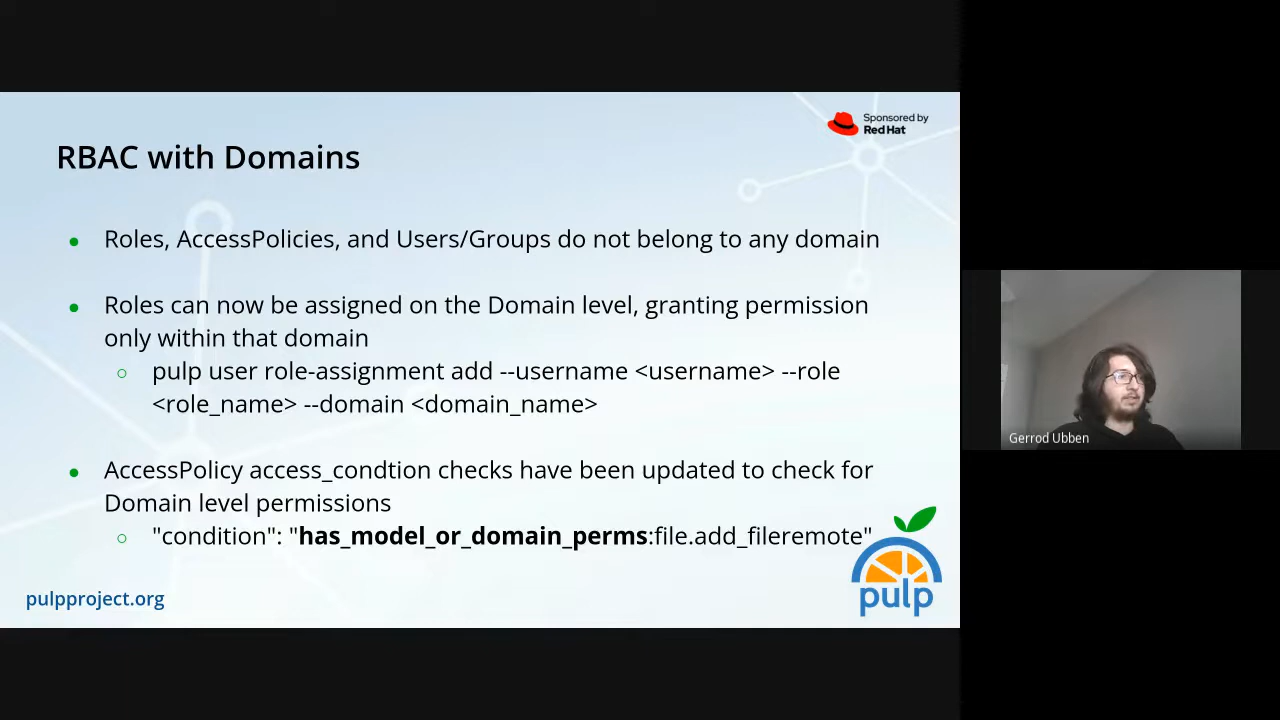 Sponsored by
Red Hat
RBAC with Domains
● Roles, AccessPolicies, and Users/Groups do not belong to any domain
● Roles can now be assigned on the Domain level, granting permission
only within that domain
○ pulp user role-assignment add --username <username> --role
<role_name> --domain <domain_name>
● AccessPolicy access_condtion checks have been updated to check for
Domain level permissions
○ "condition": "has_model_or_domain_perms:file.add_fileremote"
pulpproject.org
pulp
Gerrod Ubben